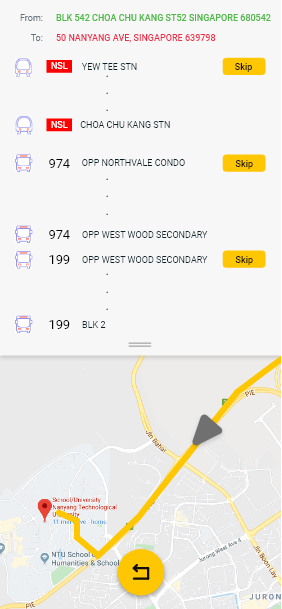 From: BLK 542 CHOA CHU KANG ST52 SINGAPORE 680542
To: 50 NANYANG AVE, SINGAPORE 639798
NSL YEW TEE STN Skip
NSL CHOA CHU KANG STN
974 OPP NORTHVALE CONDO Skip
974 OPP WEST WOOD SECONDARY
199 OPP WEST WOOD SECONDARY Skip
199 BLK 2
PIE
Jln Bahar
PIE
School/University
Nanyang Technological
University
11 min drive - home
NTU School of
Humanities & School
Jurong West Ave 4
Jln Boon Lay
JURON